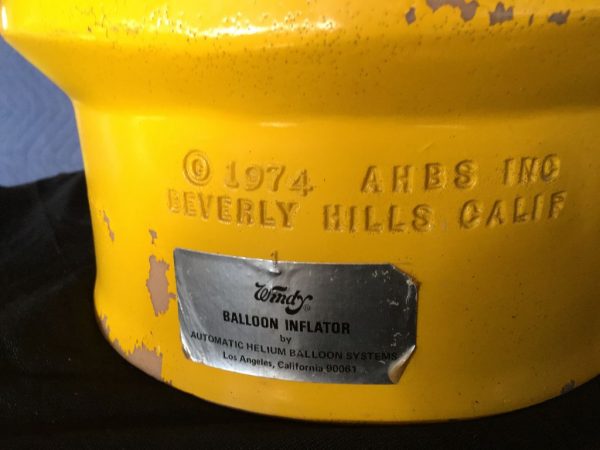 © 1974 AHBS INC
BEVERLY HILLS CALIF
Windy®
BALLOON INFLATOR
by
AUTOMATIC HELIUM BALLOON SYSTEMS
Los Angeles, California 90061